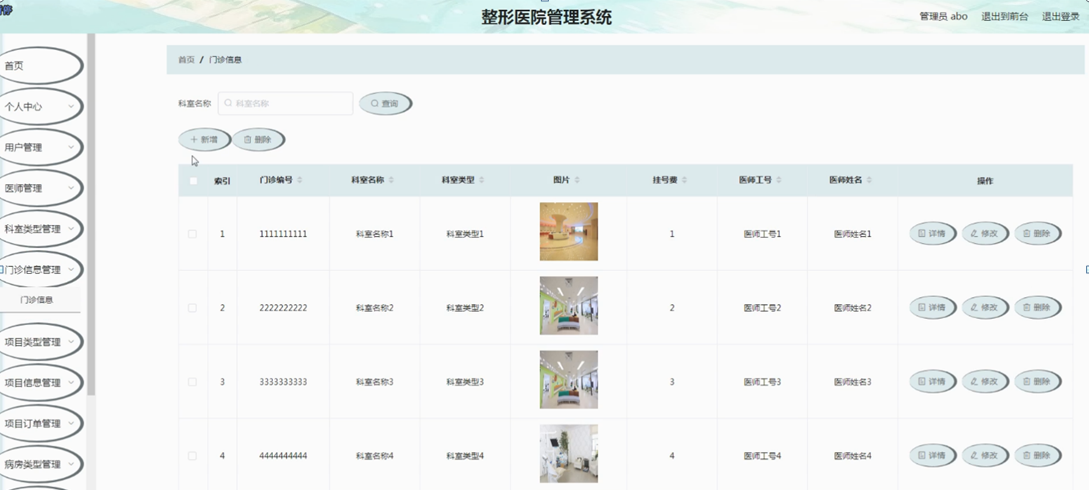 整形医院管理系统
管理员 abo 退出到前台 退出登录
首页
个人中心
用户管理
医师管理
科室类型管理
门诊信息管理
门诊信息
项目类型管理
项目信息管理
项目订单管理
病房类型管理
首页 / 门诊信息
科室名称 科室名称 查询
新增 删除
索引 门诊编号 科室名称 科室类型 图片 挂号费 医师工号 医师姓名 操作
1 1111111111 科室名称1 科室类型1 1 医师工号1 医师姓名1 详情 修改 删除
2 2222222222 科室名称2 科室类型2 2 医师工号2 医师姓名2 详情 修改 删除
3 3333333333 科室名称3 科室类型3 3 医师工号3 医师姓名3 详情 修改 删除
4 4444444444 科室名称4 科室类型4 4 医师工号4 医师姓名4 详情 修改 删除